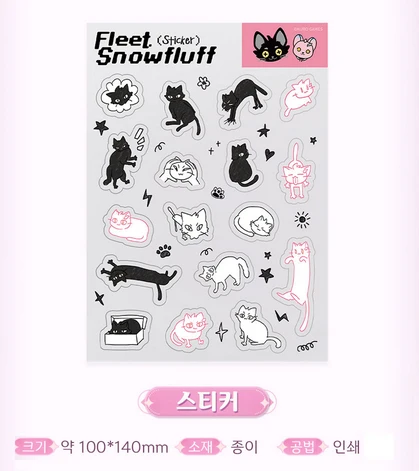 Fleet (Sticker)
Snowfluff
스티커
크기 약 100*140mm 소재 종이 공법 인쇄